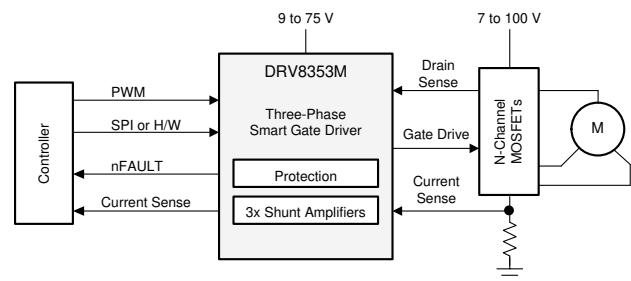 9 to 75 V
7 to 100 V
DRV8353M
Three-Phase
Smart Gate Driver
Protection
3x Shunt Amplifiers
Controller
PWM
SPI or H/W
nFAULT
Current Sense
Drain
Sense
Gate Drive
Current
Sense
N-Channel
MOSFETs
M